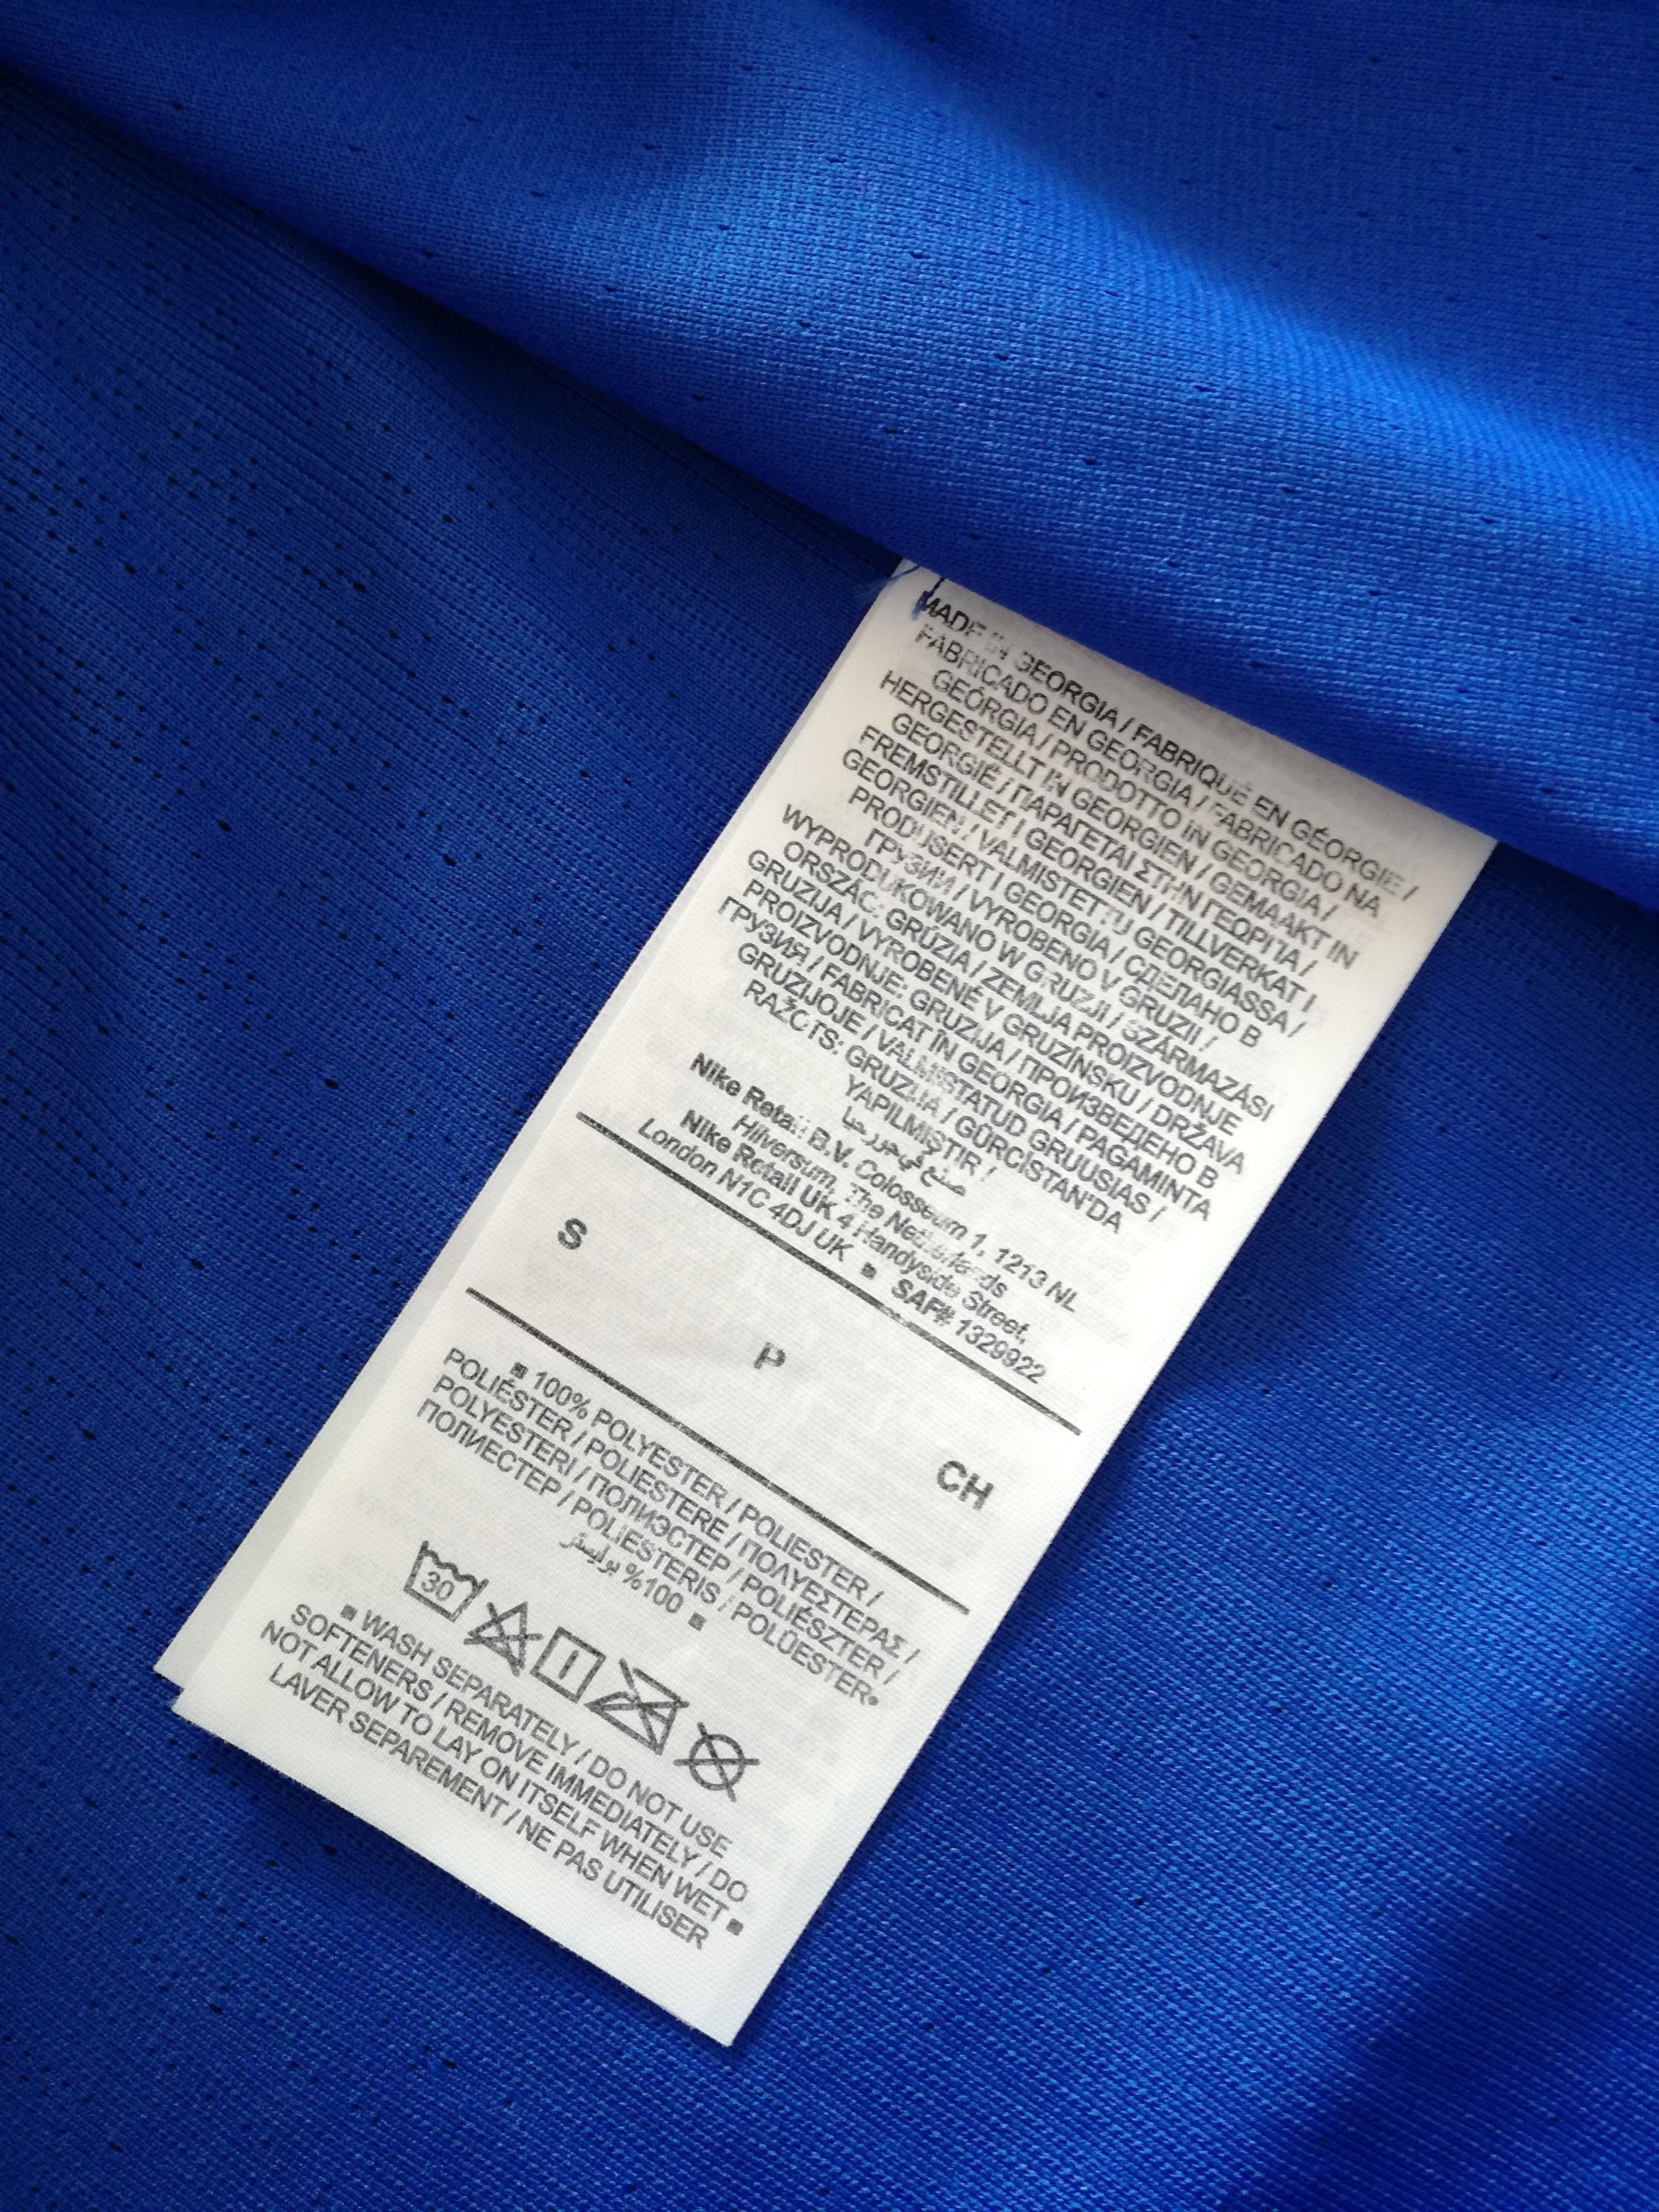 MADE IN GEORGIA / FABRIQUÉ EN GÉORGIE /
FABRICADO EN GEORGIA / FABRICADO NA
GEÓRGIA / PRODOTTO IN GEORGIA /
HERGESTELLT IN GEORGIEN / GEMAAKT IN
GEORGIË / ΠΑΡΑΓΕΤΑΙ ΣΤΗΝ ΓΕΩΡΓΙΑ /
FREMSTILLET I GEORGIEN / TILLVERKAT I
GEORGIEN / VALMISTETTU GEORGIASSA /
PRODUSERT I GEORGIA / СДЕЛАНО В
ГРУЗИИ / VYROBENO V GRUZII /
WYPRODUKOWANO W GRUZJI / SZÁRMAZÁSI
ORSZÁG: GRÚZIA / ZEMLJA PROIZVODNJE
GRUZIJA / VYROBENÉ V GRUZÍNSKU / DRŽAVA
PROIZVODNJE: GRUZIJA / ПРОИЗВЕДЕНО В
ГРУЗИЯ / FABRICAT ÎN GEORGIA / PAGAMINTA
GRUZIJOJE / VALMISTATUD GRUUSIAS /
RAŽOTS: GRUZIJA / GÜRCİSTAN'DA
YAPILMIŞTIR /
صنع في جورجيا
Nike Retail B.V. Colosseum 1, 1213 NL
Hilversum, The Netherlands
Nike Retail UK 4 Handyside Street,
London N1C 4DJ UK ■ SAF# 1329922
S P CH
■ 100% POLYESTER / POLIESTER /
POLIÉSTER / POLIESTERE / ΠΟΛΥΕΣΤΕΡΑΣ /
POLYESTERI / ПОЛИЭСТЕР / POLIÉSZTER /
ПОЛИЕСТЕР / POLIESTERIS / POLÜESTER•
100% بوليستر ■
30
■ WASH SEPARATELY / DO NOT USE
SOFTENERS / REMOVE IMMEDIATELY / DO
NOT ALLOW TO LAY ON ITSELF WHEN WET ■
LAVER SEPAREMENT / NE PAS UTILISER